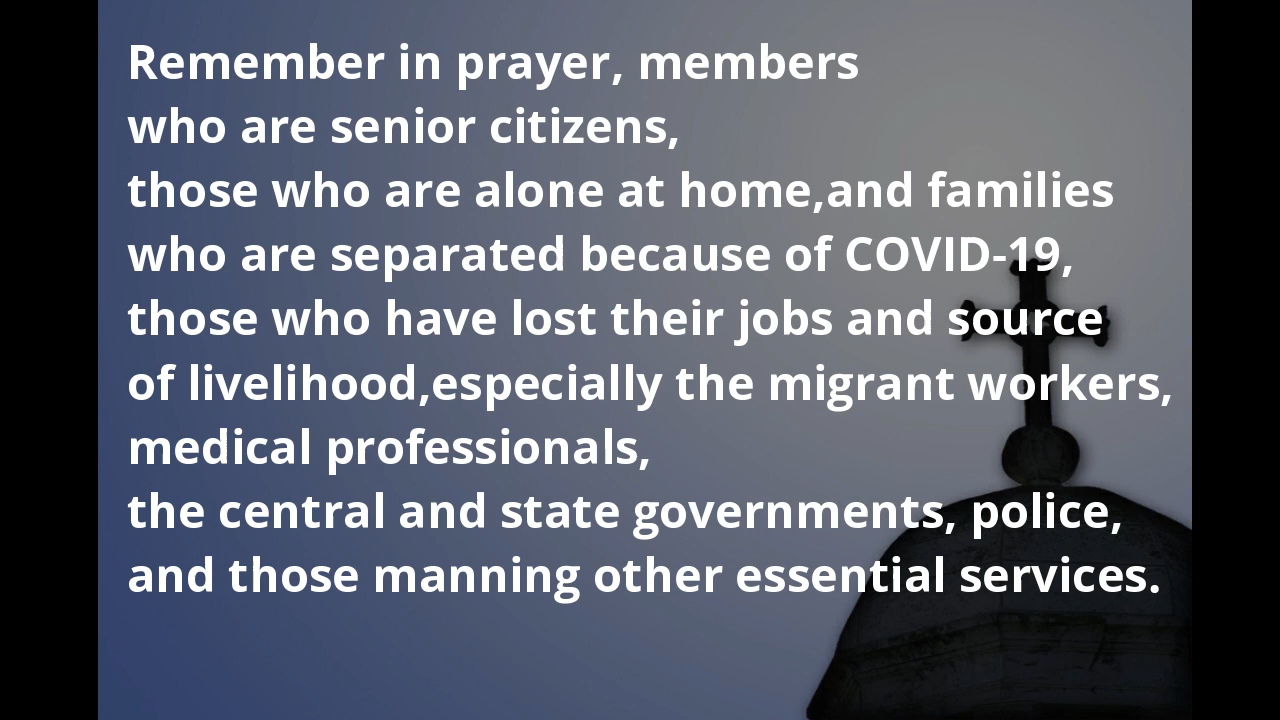 Remember in prayer, members
who are senior citizens,
those who are alone at home,and families
who are separated because of COVID-19,
those who have lost their jobs and source
of livelihood,especially the migrant workers,
medical professionals,
the central and state governments, police,
and those manning other essential services.